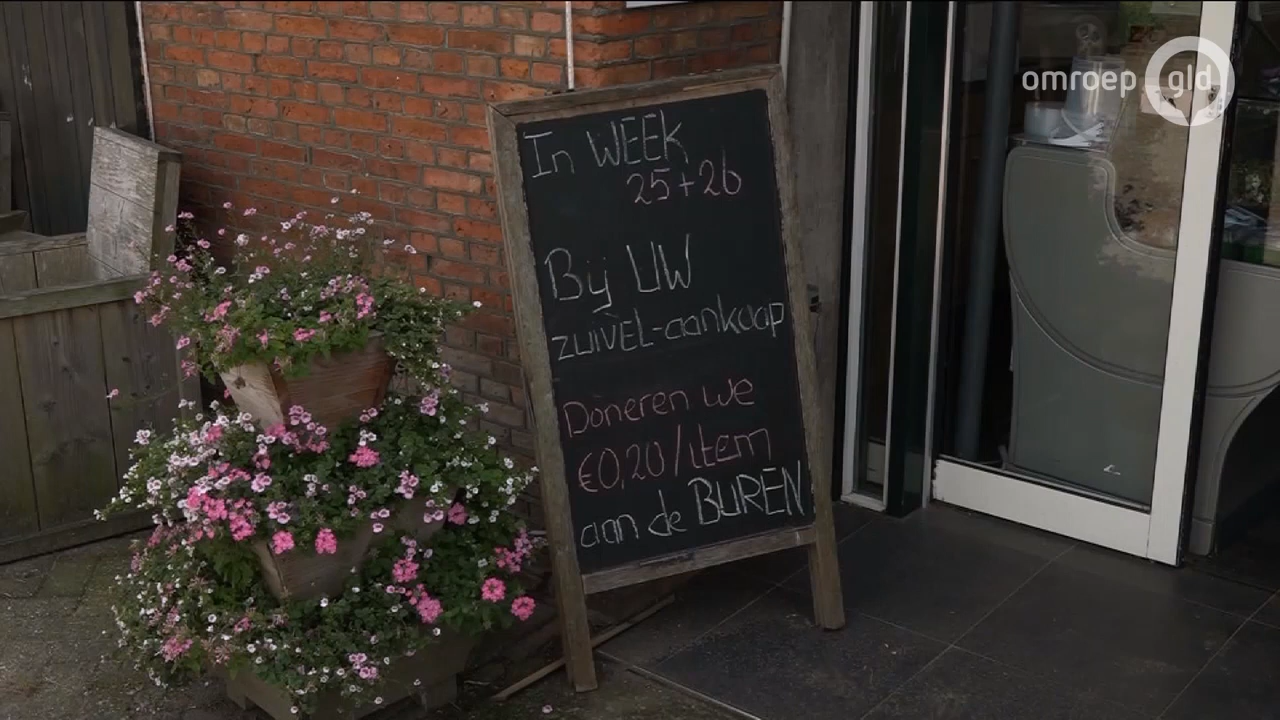 omroep gld
In WEEK
25+26
Bij UW
ZUIVEL-aankoop
Doneren we
€0,20/item
aan de BUREN